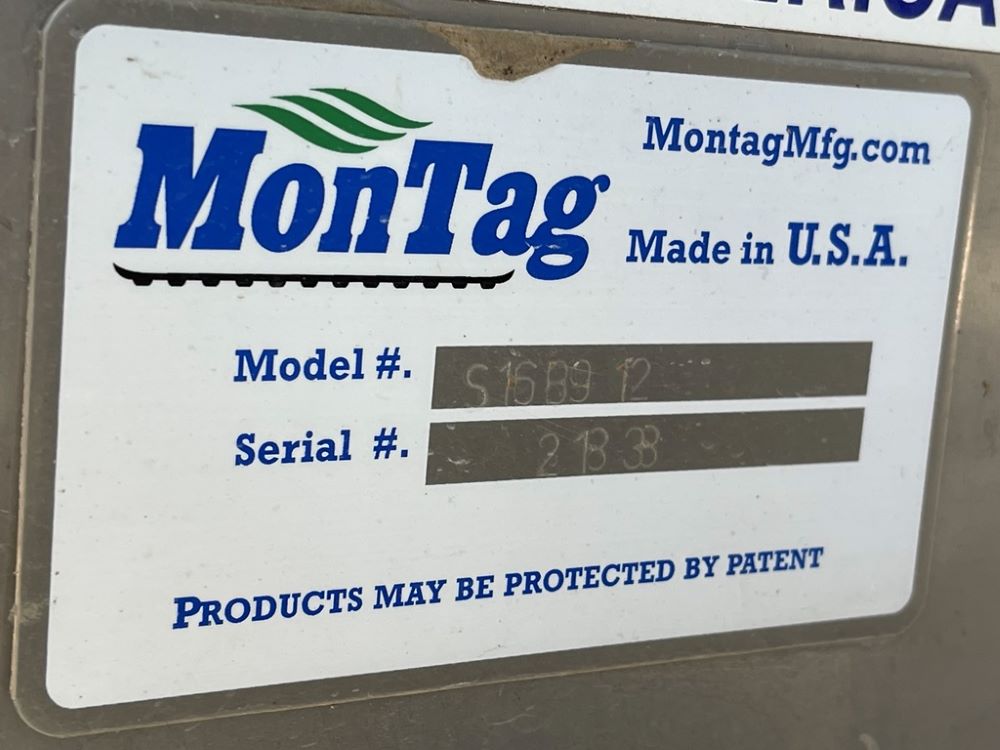 MonTag
MontagMfg.com
Made in U.S.A.
Model #. S16B9 12
Serial #. 21838
PRODUCTS MAY BE PROTECTED BY PATENT